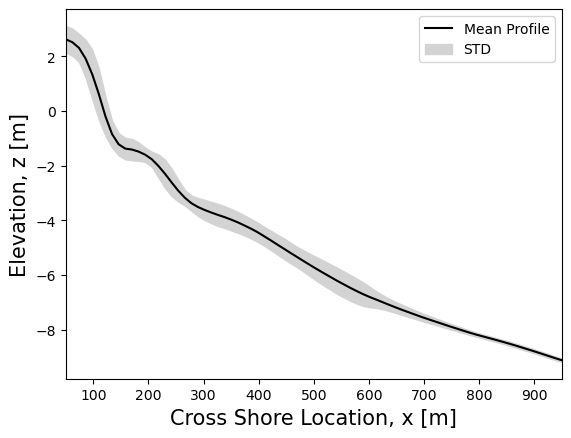 Mean Profile
STD
Elevation, z [m]
2
0
−2
−4
−6
−8
100 200 300 400 500 600 700 800 900
Cross Shore Location, x [m]